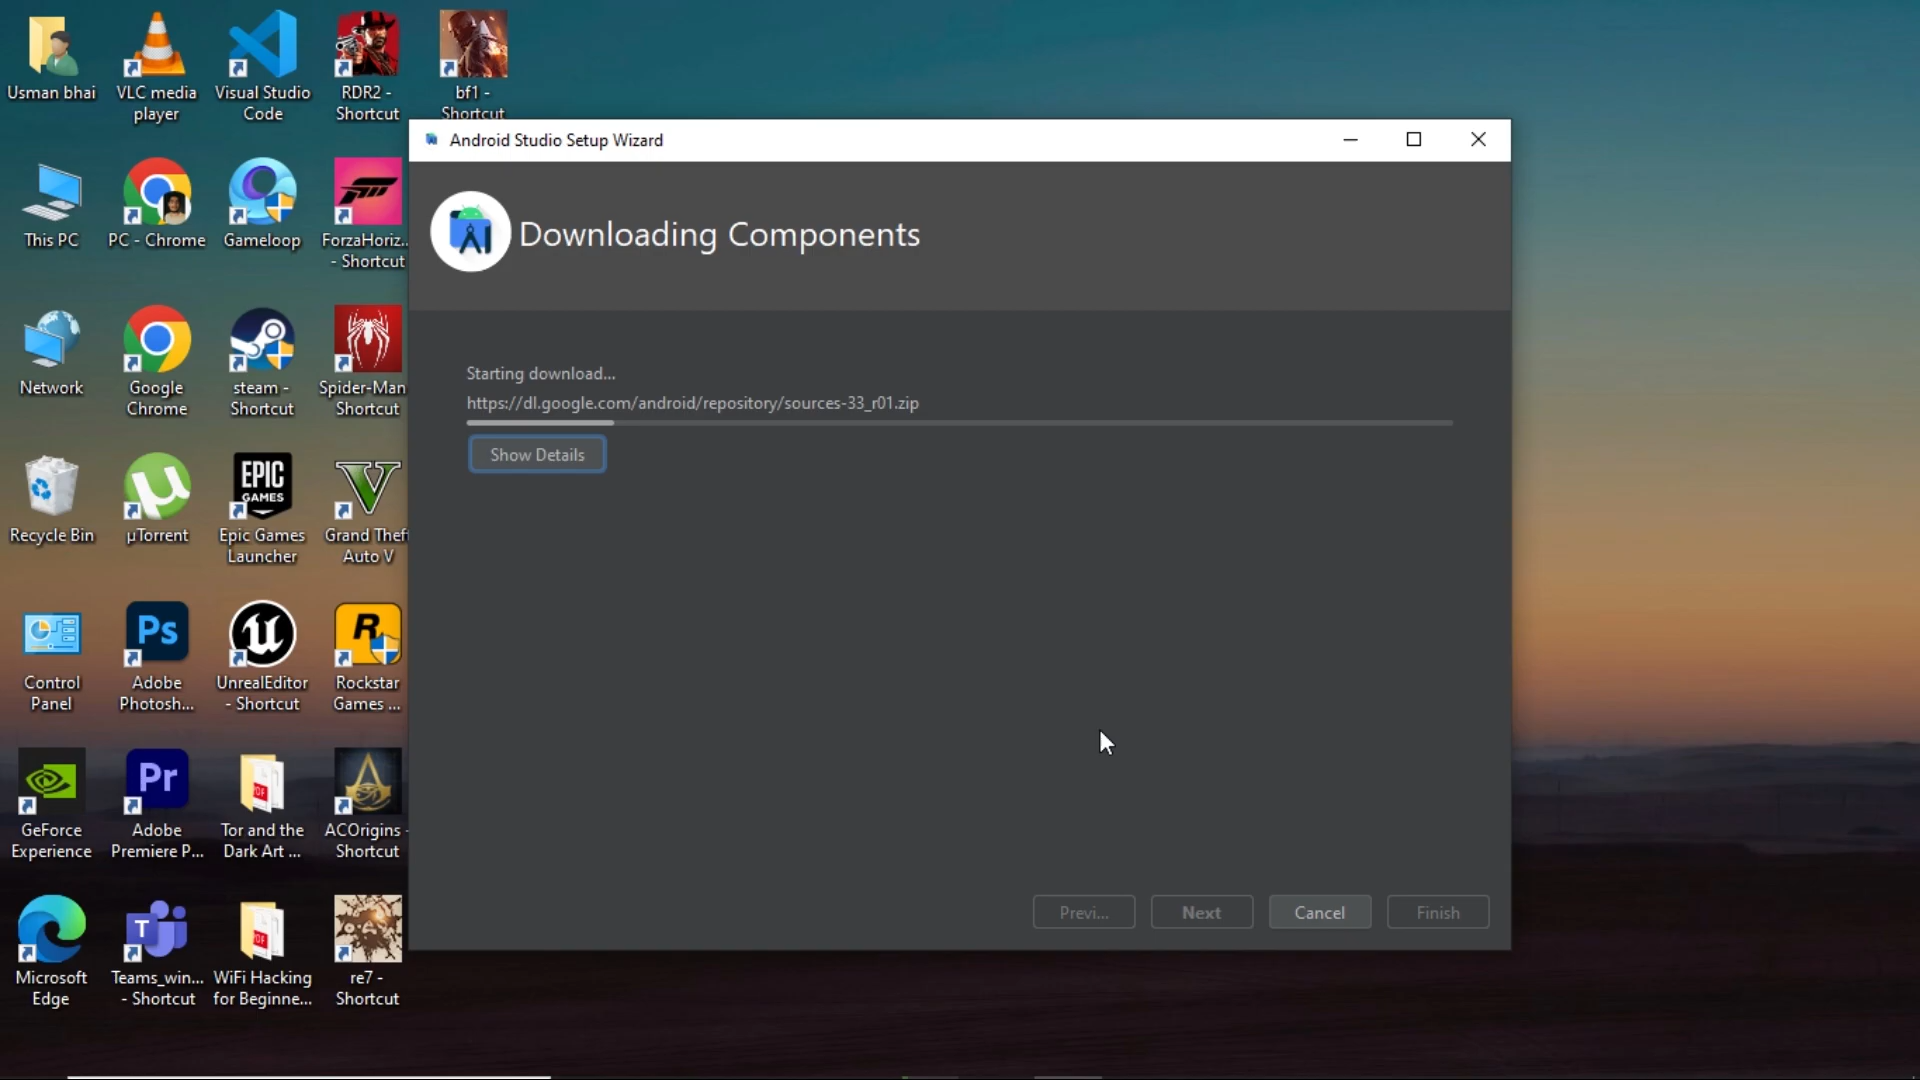 Usman bhai
VLC media
player
Visual Studio
Code
RDR2 -
Shortcut
bf1 -
Shortcut
This PC
PC - Chrome
Gameloop
ForzaHoriz...
- Shortcut
Network
Google
Chrome
steam -
Shortcut
Spider-Man
Shortcut
Recycle Bin
µTorrent
EPIC
GAMES
Epic Games
Launcher
Grand Theft
Auto V
Control
Panel
Ps
Adobe
Photosh...
UnrealEditor
- Shortcut
Rockstar
Games ...
GeForce
Experience
Pr
Adobe
Premiere P...
PDF
Tor and the
Dark Art ...
ACOrigins -
Shortcut
Microsoft
Edge
T
Teams_win...
- Shortcut
PDF
WiFi Hacking
for Beginne...
re7 -
Shortcut
Android Studio Setup Wizard
Downloading Components
Starting download...
https://dl.google.com/android/repository/sources-33_r01.zip
Show Details
Previ...
Next
Cancel
Finish